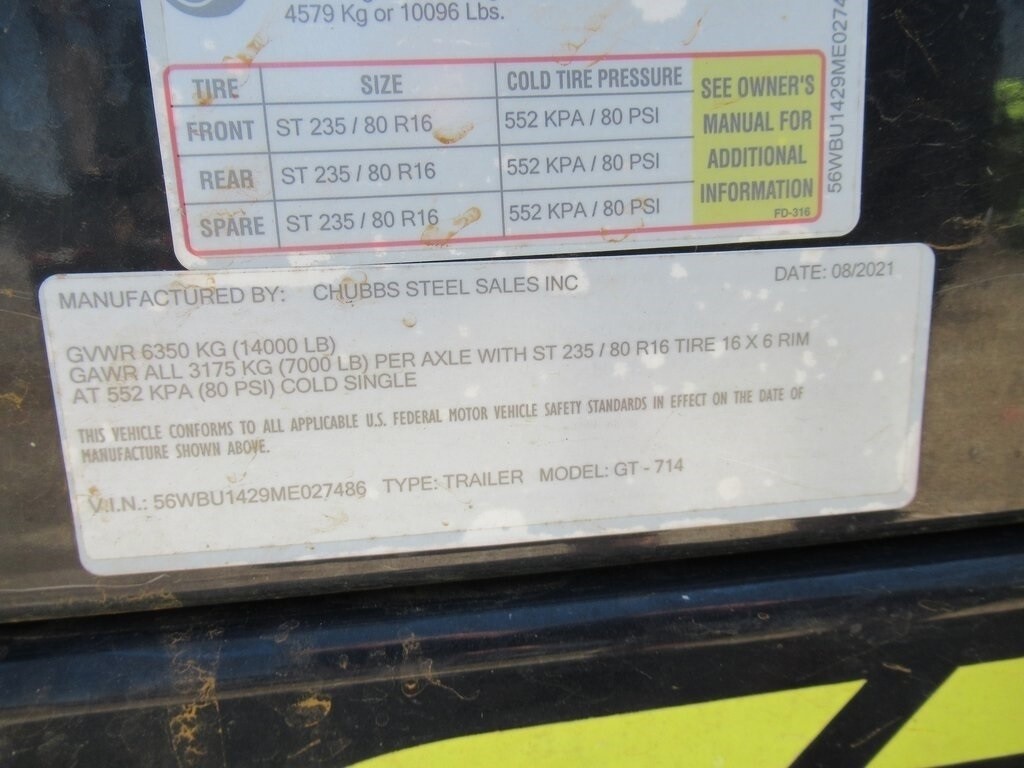 4579 Kg or 10096 Lbs.
TIRE SIZE COLD TIRE PRESSURE
FRONT ST 235 / 80 R16 552 KPA / 80 PSI
REAR ST 235 / 80 R16 552 KPA / 80 PSI
SPARE ST 235 / 80 R16 552 KPA / 80 PSI
SEE OWNER'S
MANUAL FOR
ADDITIONAL
INFORMATION
FD-316
56WBU1429ME0274
MANUFACTURED BY: CHUBBS STEEL SALES INC DATE: 08/2021
GVWR 6350 KG (14000 LB)
GAWR ALL 3175 KG (7000 LB) PER AXLE WITH ST 235 / 80 R16 TIRE 16 X 6 RIM
AT 552 KPA (80 PSI) COLD SINGLE
THIS VEHICLE CONFORMS TO ALL APPLICABLE U.S. FEDERAL MOTOR VEHICLE SAFETY STANDARDS IN EFFECT ON THE DATE OF
MANUFACTURE SHOWN ABOVE.
V.I.N.: 56WBU1429ME027486 TYPE: TRAILER MODEL: GT - 714